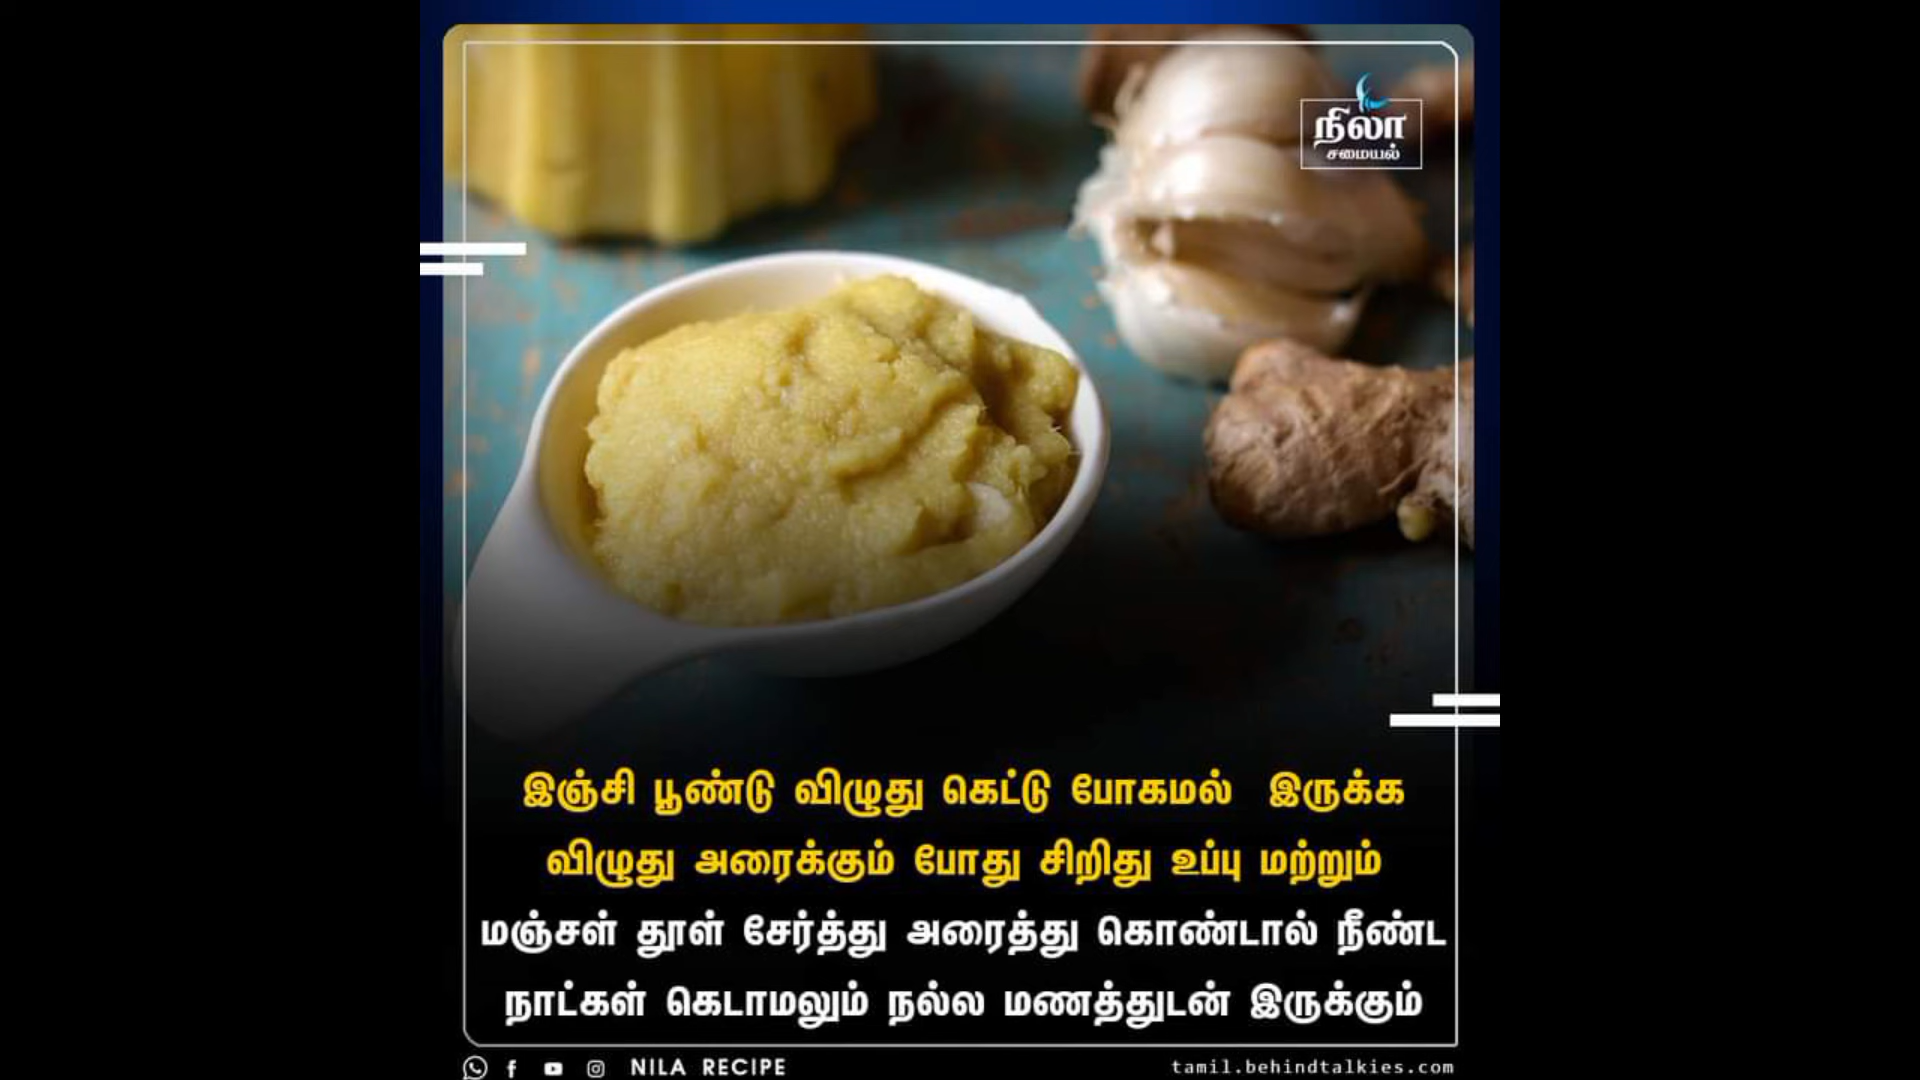 நிலா
சமையல்
இஞ்சி பூண்டு விழுது கெட்டு போகமல் இருக்க
விழுது அரைக்கும் போது சிறிது உப்பு மற்றும்
மஞ்சள் தூள் சேர்த்து அரைத்து கொண்டால் நீண்ட
நாட்கள் கெடாமலும் நல்ல மணத்துடன் இருக்கும்
NILA RECIPE
tamil.behindtalkies.com